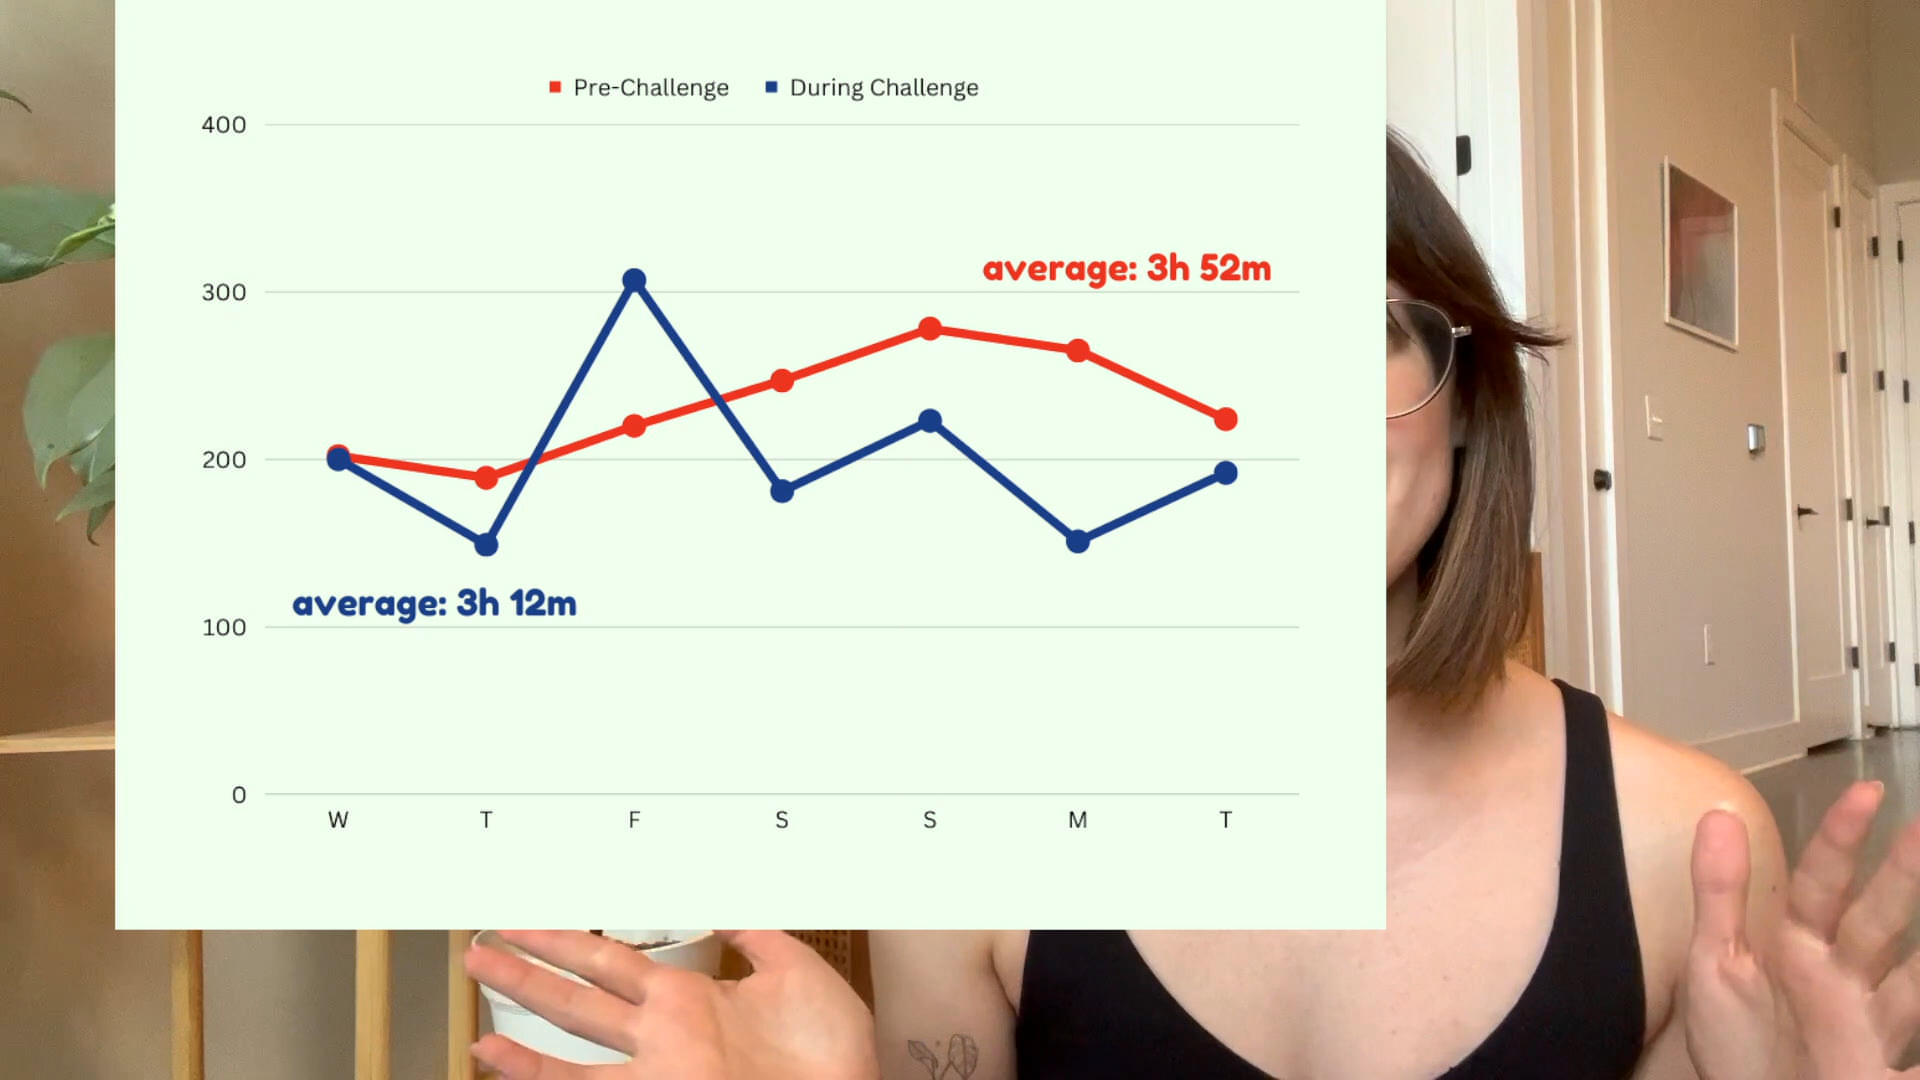 Pre-Challenge During Challenge
400
average: 3h 52m
300
200
average: 3h 12m
100
0
W T F S S M T